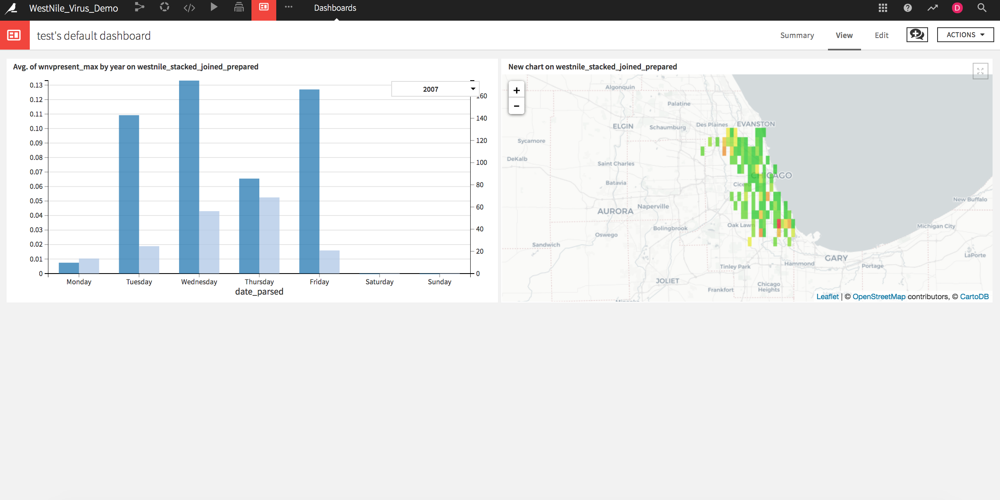 WestNile_Virus_Demo
Dashboards
D
test's default dashboard
Summary
View
Edit
ACTIONS
Avg. of wnvpresent_max by year on westnile_stacked_joined_prepared
2007
0.13
0.12
0.11
0.10
0.09
0.08
0.07
0.06
0.05
0.04
0.03
0.02
0.01
0
160
140
120
100
80
60
40
20
0
Monday
Tuesday
Wednesday
Thursday
Friday
Saturday
Sunday
date_parsed
New chart on westnile_stacked_joined_prepared
+
−
Algonquin
Palatine
Des Plaines
EVANSTON
ELGIN
Schaumburg
Sycamore
DeKalb
Saint Charles
CHICAGO
Batavia
Cicero
New Buffalo
Naperville
AURORA
Oak Lawn
Michigan City
Bolingbrook
Oswego
Sandwich
LaPorte
GARY
Hammond
Portage
Tinley Park
JOLIET
Chicago
Heights
Frankfort
Leaflet | © OpenStreetMap contributors, © CartoDB